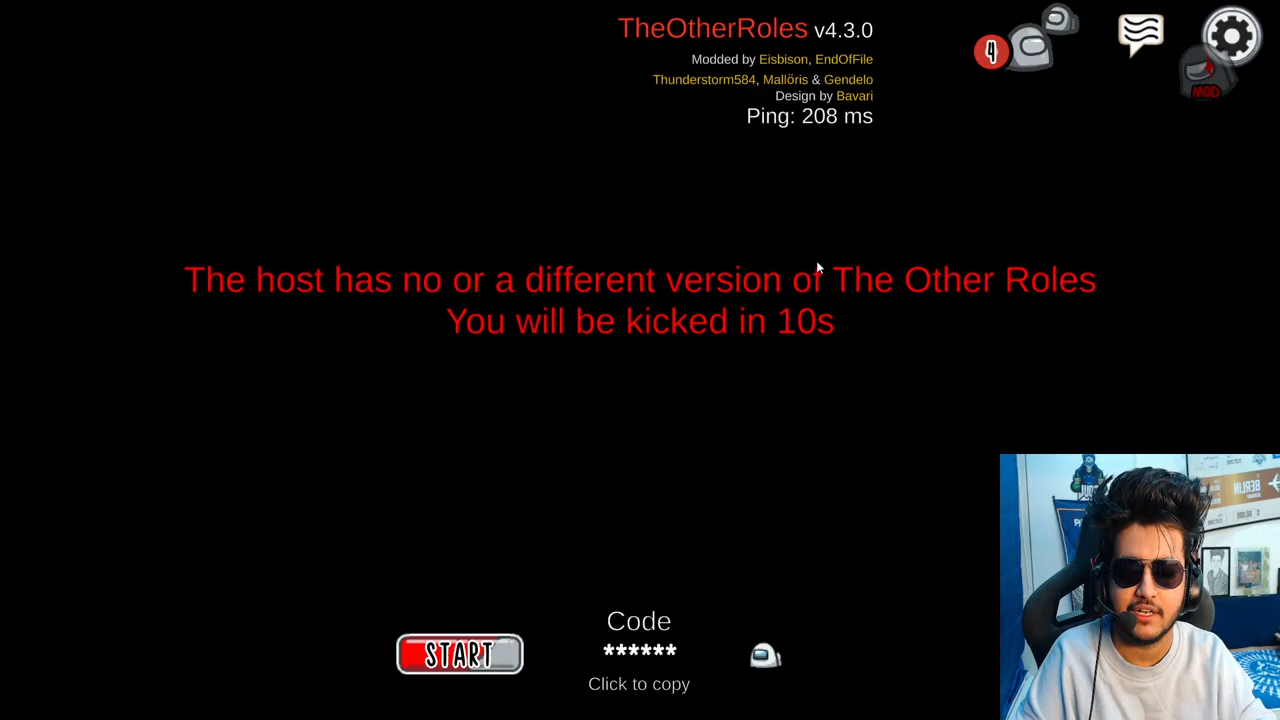 TheOtherRoles v4.3.0
Modded by Eisbison, EndOfFile
Thunderstorm584, Mallöris & Gendelo
Design by Bavari
Ping: 208 ms
4
MOD
The host has no or a different version of The Other Roles
You will be kicked in 10s
BERLIN
START
Code
******
Click to copy